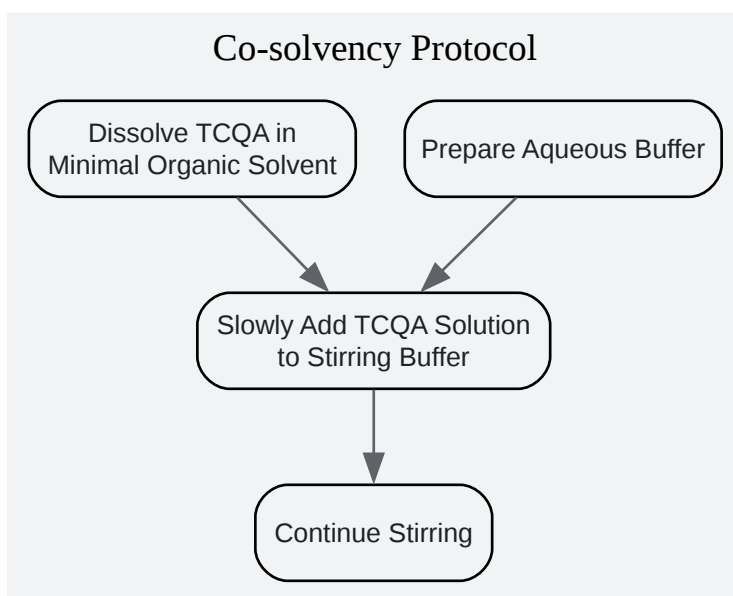 Co-solvency Protocol
Dissolve TCQA in
Minimal Organic Solvent
Prepare Aqueous Buffer
Slowly Add TCQA Solution
to Stirring Buffer
Continue Stirring